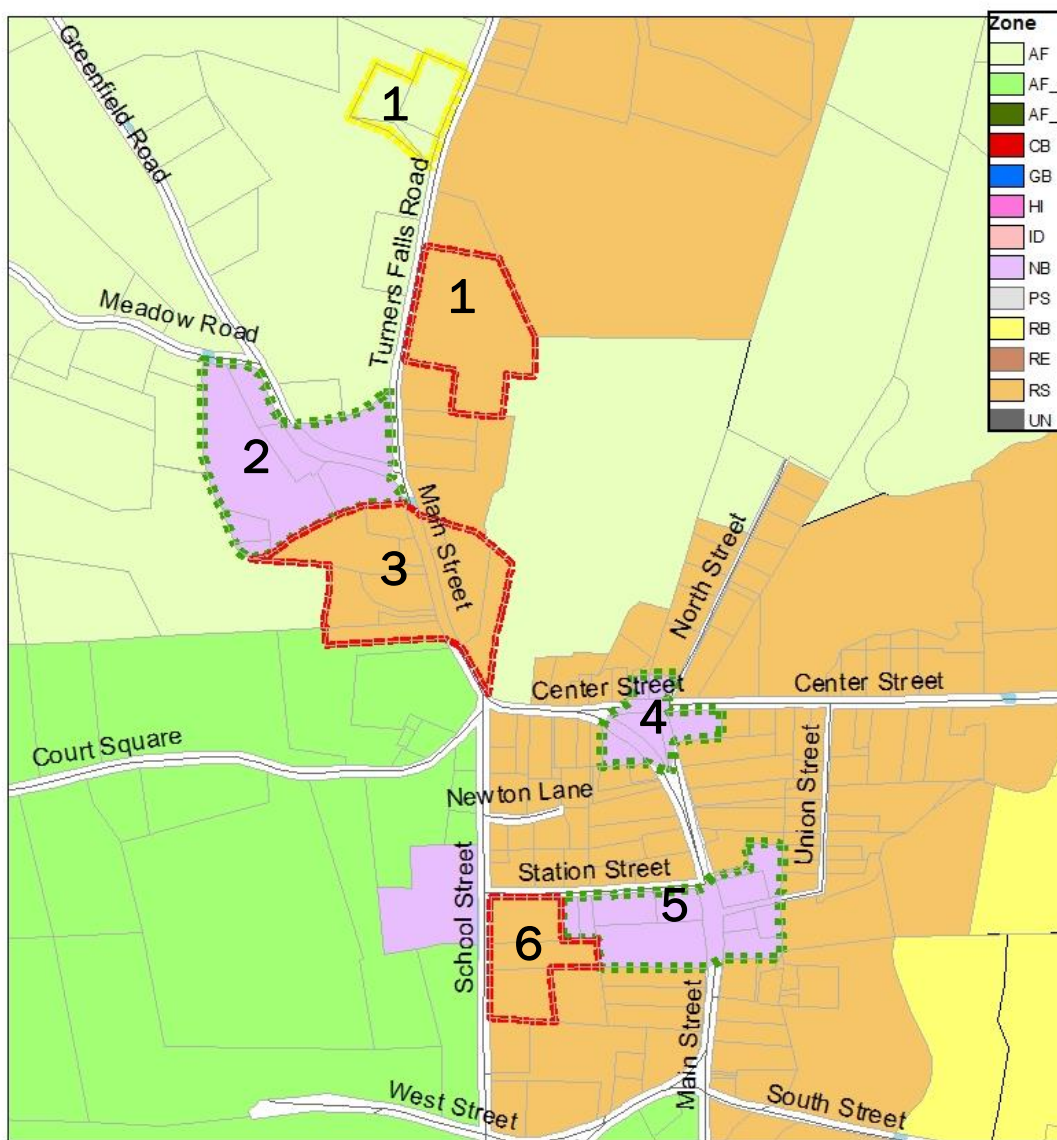 Zone
AF
AF_
AF_
CB
GB
HI
ID
NB
PS
RB
RE
RS
UN
Greenfield Road
1
Turners Falls Road
1
Meadow Road
2
Main Street
3
North Street
Center Street
Center Street
4
Court Square
Newton Lane
Union Street
Station Street
School Street
5
6
Main Street
West Street
South Street